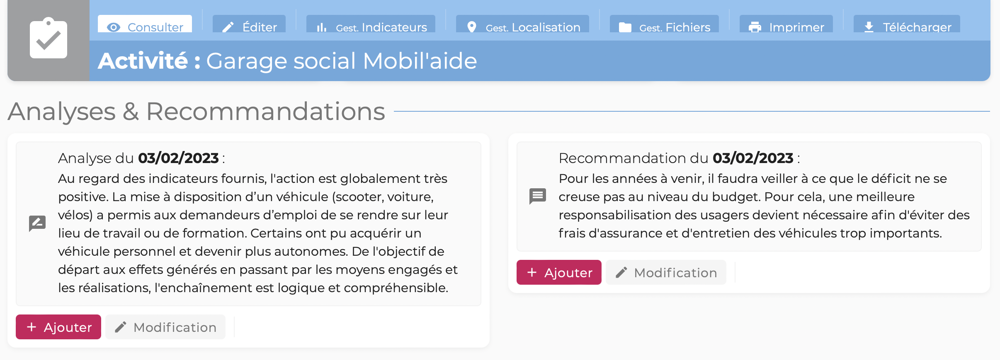 Consulter
Éditer
Gest. Indicateurs
Gest. Localisation
Gest. Fichiers
Imprimer
Télécharger
Activité : Garage social Mobil'aide
Analyses & Recommandations
Analyse du 03/02/2023 :
Au regard des indicateurs fournis, l'action est globalement très
positive. La mise à disposition d’un véhicule (scooter, voiture,
vélos) a permis aux demandeurs d’emploi de se rendre sur leur
lieu de travail ou de formation. Certains ont pu acquérir un
véhicule personnel et devenir plus autonomes. De l'objectif de
départ aux effets générés en passant par les moyens engagés et
les réalisations, l'enchaînement est logique et compréhensible.
+ Ajouter
Modification
Recommandation du 03/02/2023 :
Pour les années à venir, il faudra veiller à ce que le déficit ne se
creuse pas au niveau du budget. Pour cela, une meilleure
responsabilisation des usagers devient nécessaire afin d'éviter des
frais d'assurance et d'entretien des véhicules trop importants.
+ Ajouter
Modification